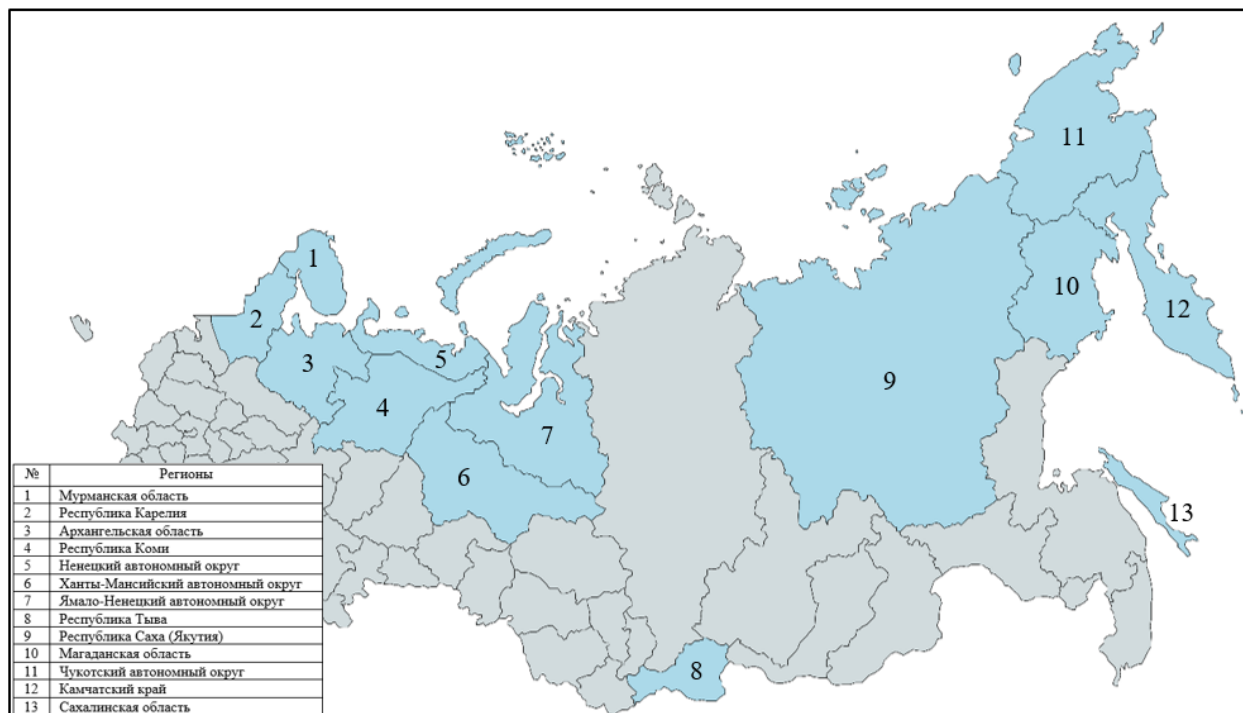 11
1
10
2
12
3
5
9
4
7
6
13
8
№ Регионы
1 Мурманская область
2 Республика Карелия
3 Архангельская область
4 Республика Коми
5 Ненецкий автономный округ
6 Ханты-Мансийский автономный округ
7 Ямало-Ненецкий автономный округ
8 Республика Тыва
9 Республика Саха (Якутия)
10 Магаданская область
11 Чукотский автономный округ
12 Камчатский край
13 Сахалинская область